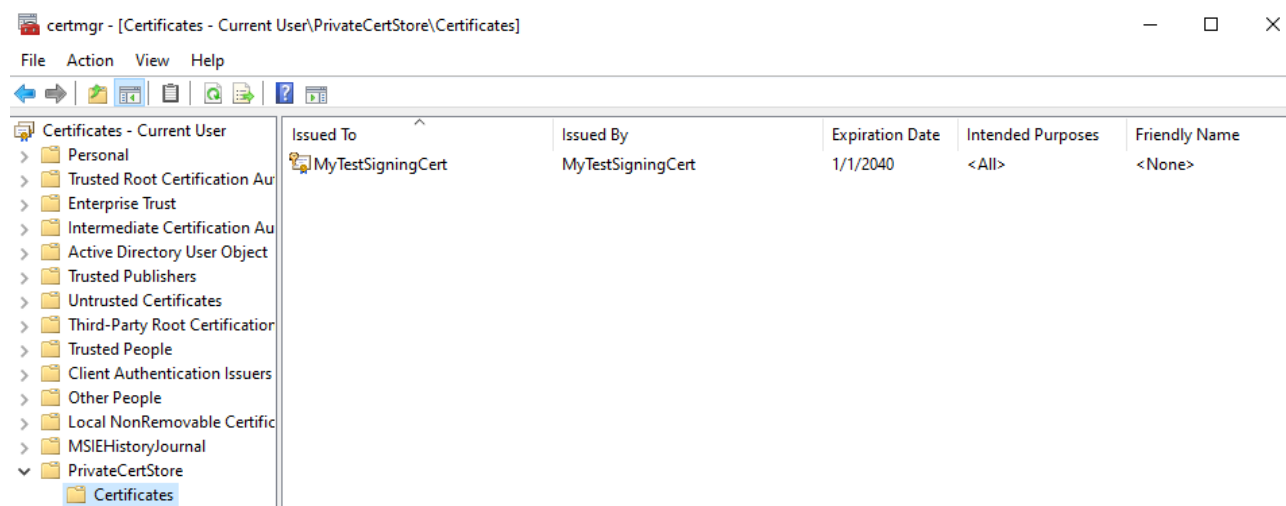 certmgr - [Certificates - Current User\PrivateCertStore\Certificates]
File Action View Help
Certificates - Current User
Personal
Trusted Root Certification Au
Enterprise Trust
Intermediate Certification Au
Active Directory User Object
Trusted Publishers
Untrusted Certificates
Third-Party Root Certification
Trusted People
Client Authentication Issuers
Other People
Local NonRemovable Certific
MSIEHistoryJournal
PrivateCertStore
Certificates
Issued To Issued By Expiration Date Intended Purposes Friendly Name
MyTestSigningCert MyTestSigningCert 1/1/2040 <All> <None>